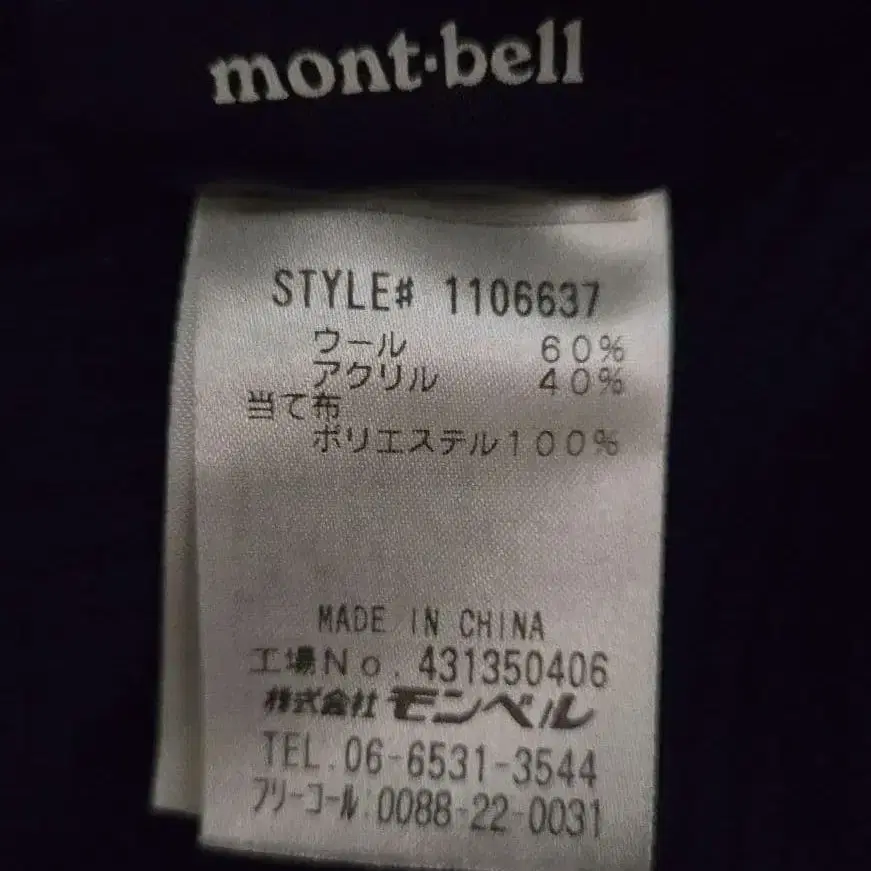 mont·bell
STYLE# 1106637
ウール 60%
アクリル 40%
当て布
ポリエステル100%
MADE IN CHINA
工場No. 431350406
株式会社モンベル
TEL.06-6531-3544
フリーコール:0088-22-0031